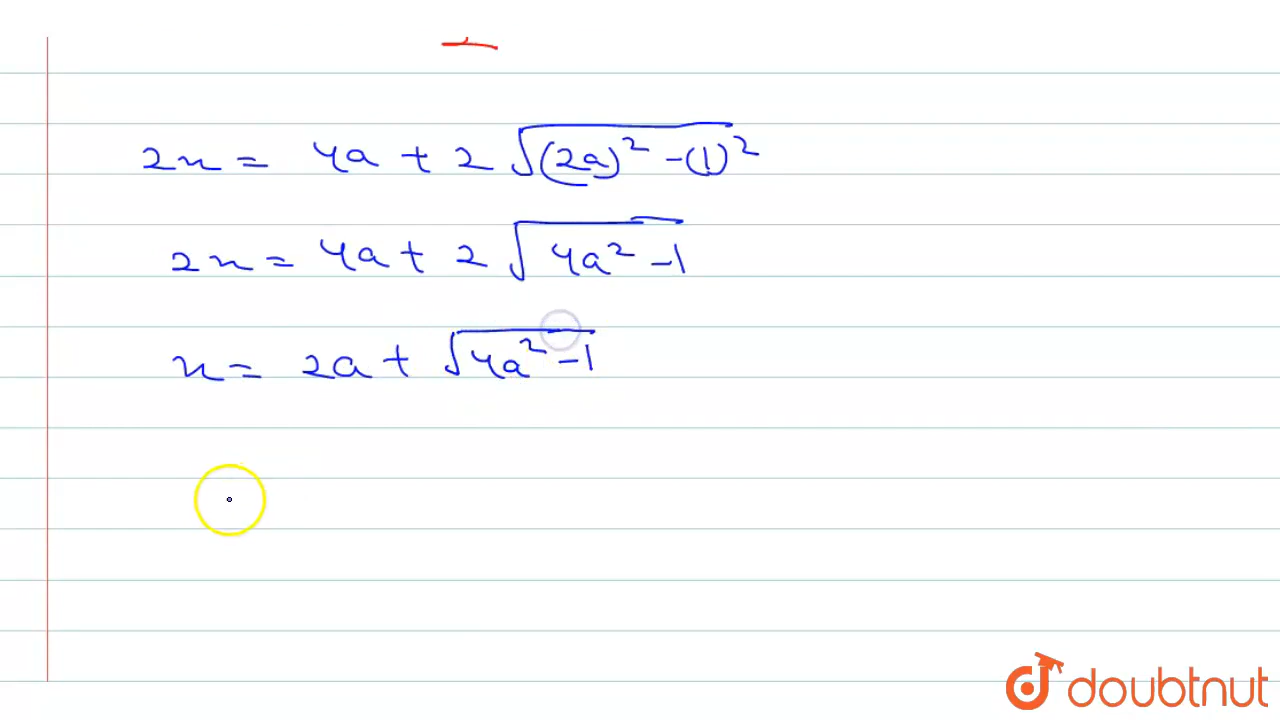 2x = 4a + 2 √(2a)² - (1)²
2x = 4a + 2 √4a² - 1
x = 2a + √4a² - 1
doubtnut